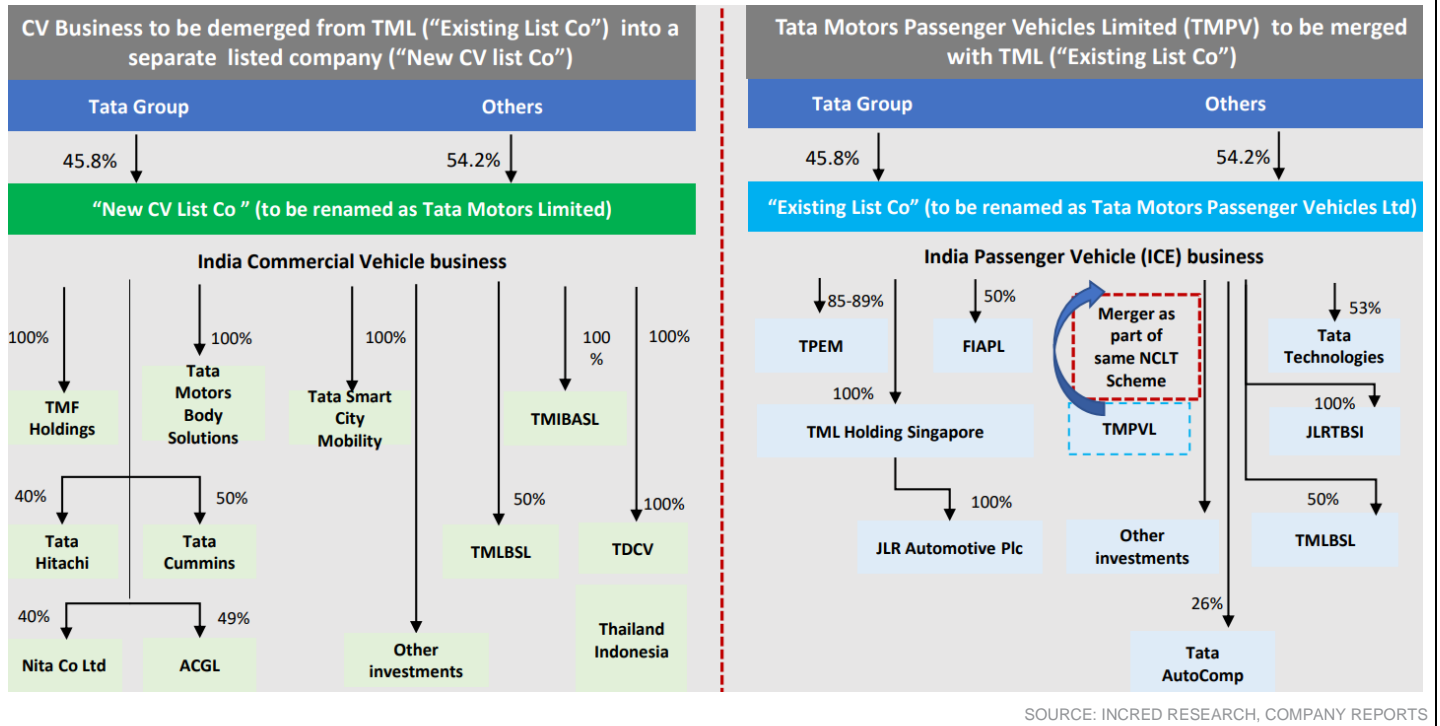 CV Business to be demerged from TML (“Existing List Co”) into a
separate listed company (“New CV list Co”)
Tata Group
Others
45.8%
54.2%
“New CV List Co ” (to be renamed as Tata Motors Limited)
India Commercial Vehicle business
100%
100%
100%
100
%
100%
TMF
Holdings
Tata
Motors
Body
Solutions
Tata Smart
City
Mobility
TMIBASL
40%
50%
50%
100%
Tata
Hitachi
Tata
Cummins
TMLBSL
TDCV
40%
49%
Nita Co Ltd
ACGL
Other
investments
Thailand
Indonesia
Tata Motors Passenger Vehicles Limited (TMPV) to be merged
with TML (“Existing List Co”)
Tata Group
Others
45.8%
54.2%
“Existing List Co” (to be renamed as Tata Motors Passenger Vehicles Ltd)
India Passenger Vehicle (ICE) business
85-89%
50%
53%
TPEM
FIAPL
Merger as
part of
same NCLT
Scheme
Tata
Technologies
100%
100%
TML Holding Singapore
TMPVL
JLRTBSI
100%
50%
JLR Automotive Plc
Other
investments
TMLBSL
26%
Tata
AutoComp
SOURCE: INCRED RESEARCH, COMPANY REPORTS